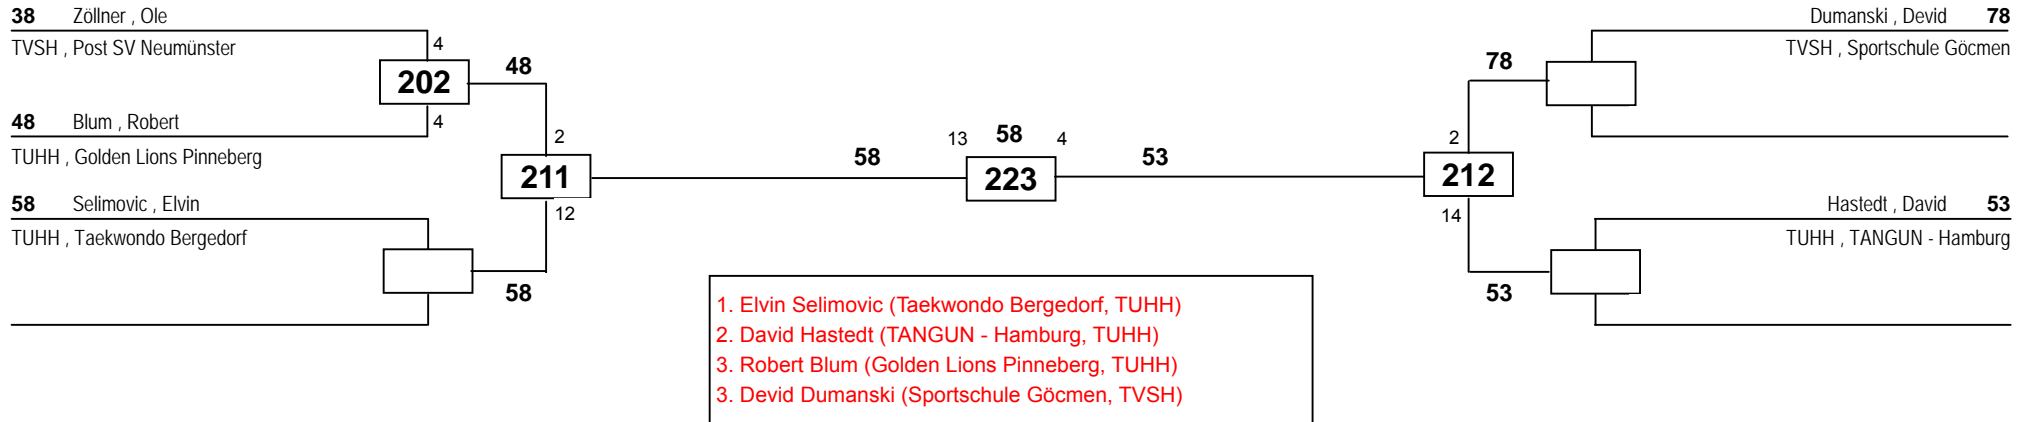 38 Zöllner , Ole
TVSH , Post SV Neumünster
4
202
48
4
48 Blum , Robert
TUHH , Golden Lions Pinneberg
2
211
12
58 Selimovic , Elvin
TUHH , Taekwondo Bergedorf
58
58
13 58 4
223
53
Dumanski , Devid 78
TVSH , Sportschule Göcmen
78
2
212
14
Hastedt , David 53
TUHH , TANGUN - Hamburg
53
1. Elvin Selimovic (Taekwondo Bergedorf, TUHH)
2. David Hastedt (TANGUN - Hamburg, TUHH)
3. Robert Blum (Golden Lions Pinneberg, TUHH)
3. Devid Dumanski (Sportschule Göcmen, TVSH)